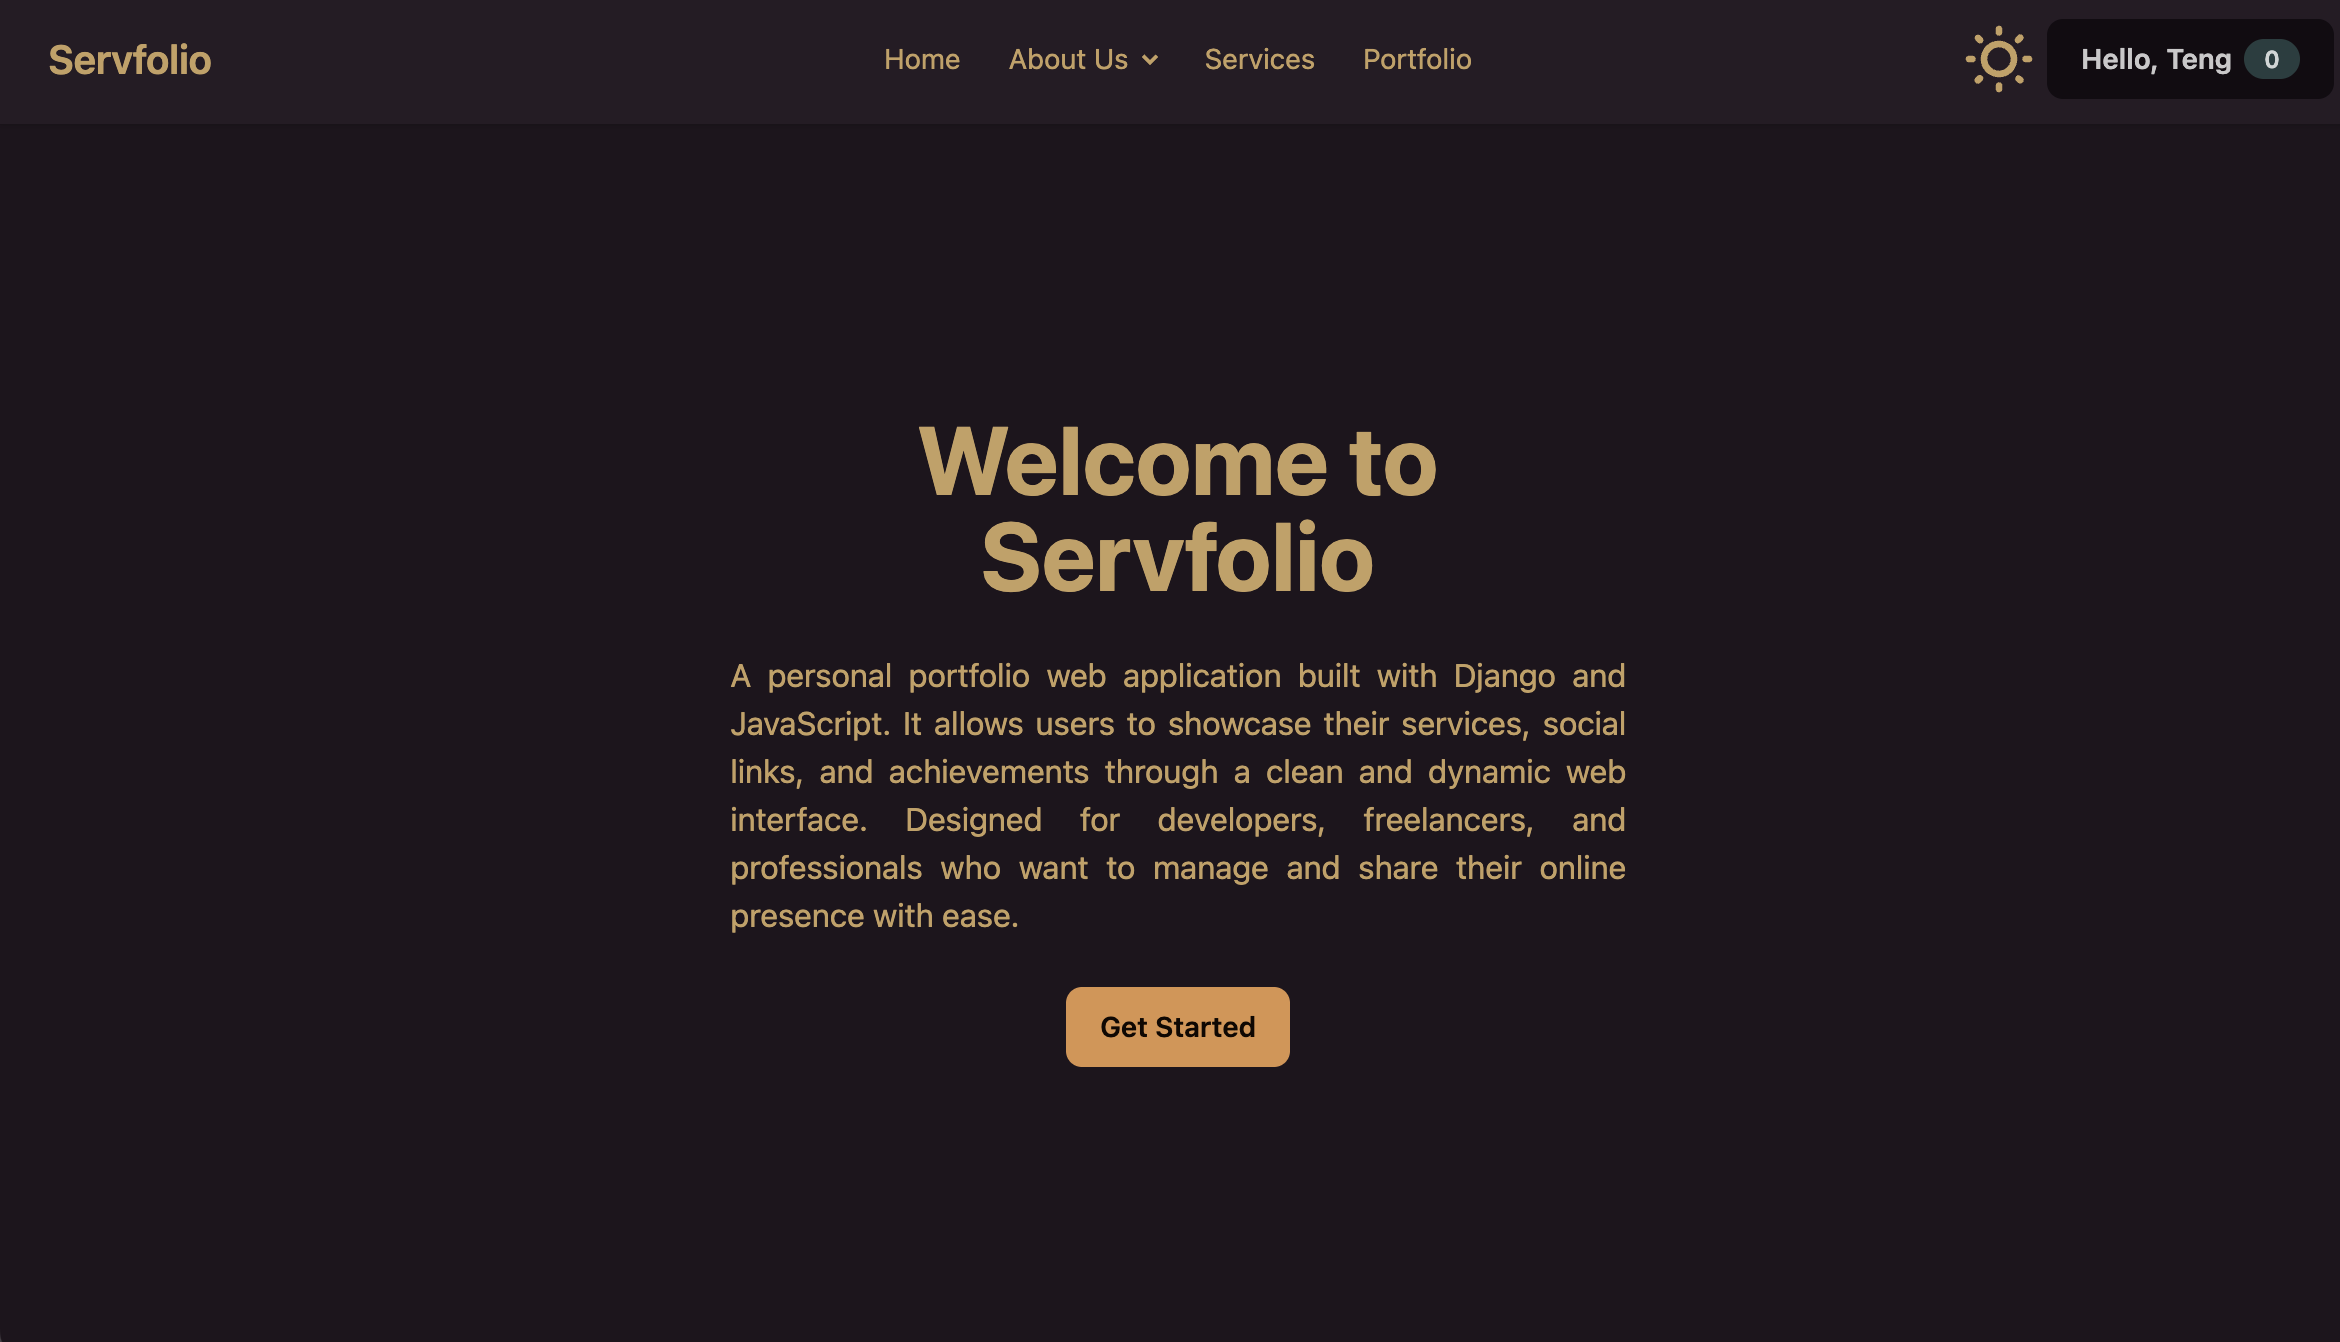 Servfolio
Home
About Us
Services
Portfolio
Hello, Teng 0
Welcome to
Servfolio
A personal portfolio web application built with Django and
JavaScript. It allows users to showcase their services, social
links, and achievements through a clean and dynamic web
interface. Designed for developers, freelancers, and
professionals who want to manage and share their online
presence with ease.
Get Started